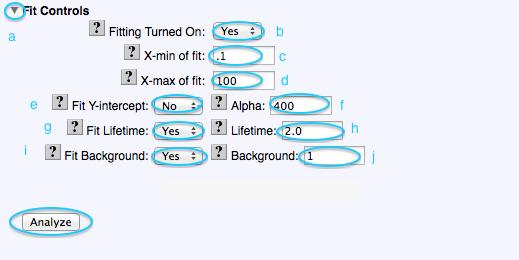 ▼Fit Controls
a
? Fitting Turned On: Yes b
? X-min of fit: .1 c
? X-max of fit: 100 d
e ? Fit Y-intercept: No ? Alpha: 400 f
g ? Fit Lifetime: Yes ? Lifetime: 2.0 h
i ? Fit Background: Yes ? Background: 1 j
Analyze